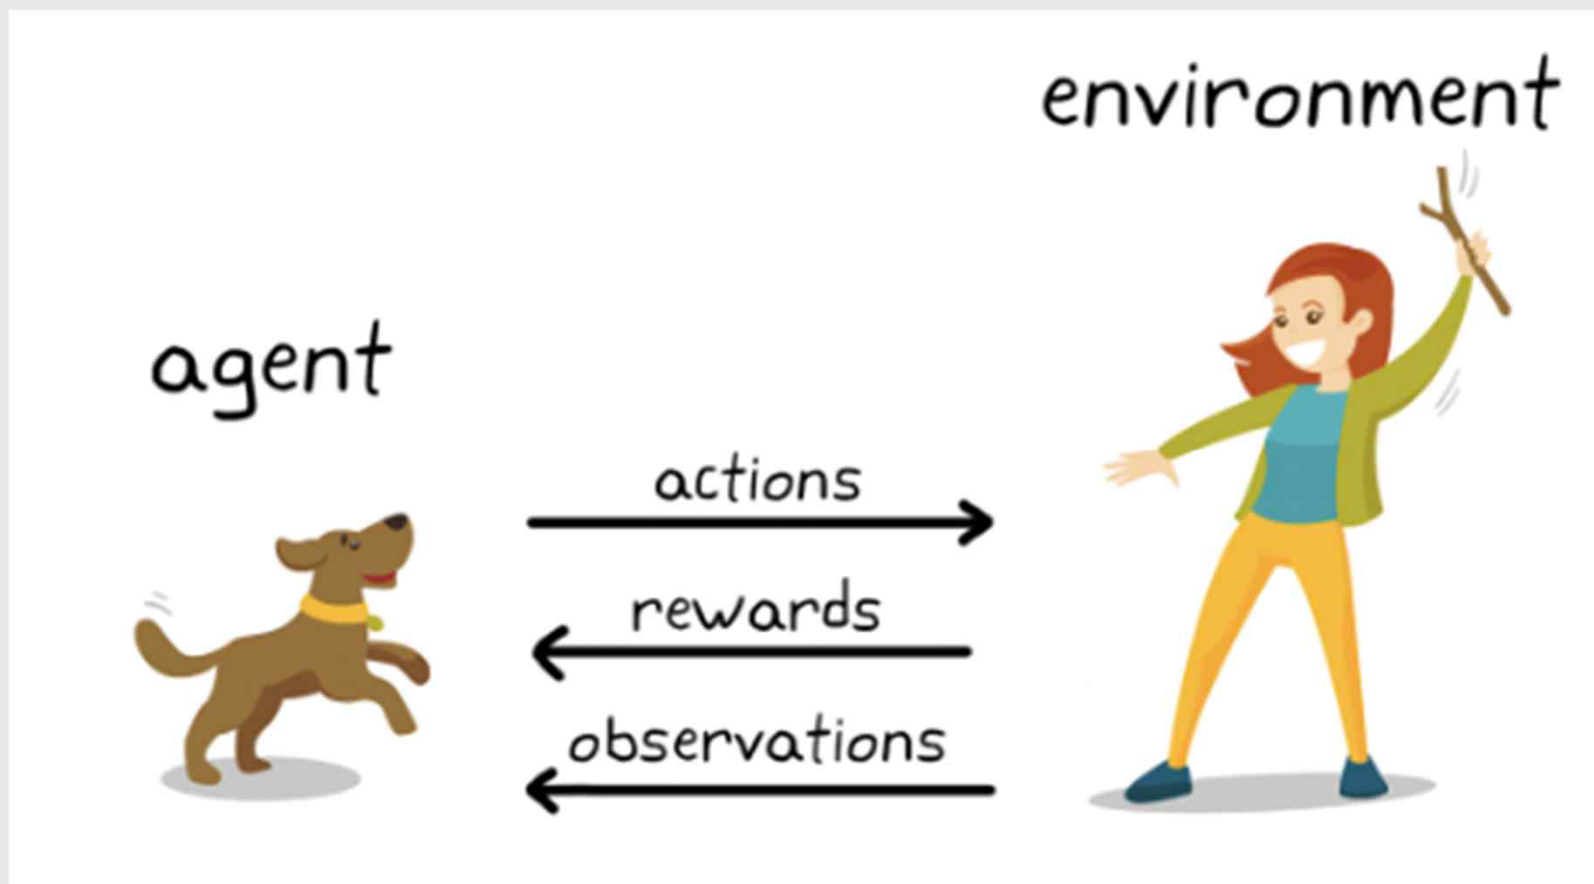 environment
agent
actions
rewards
observations